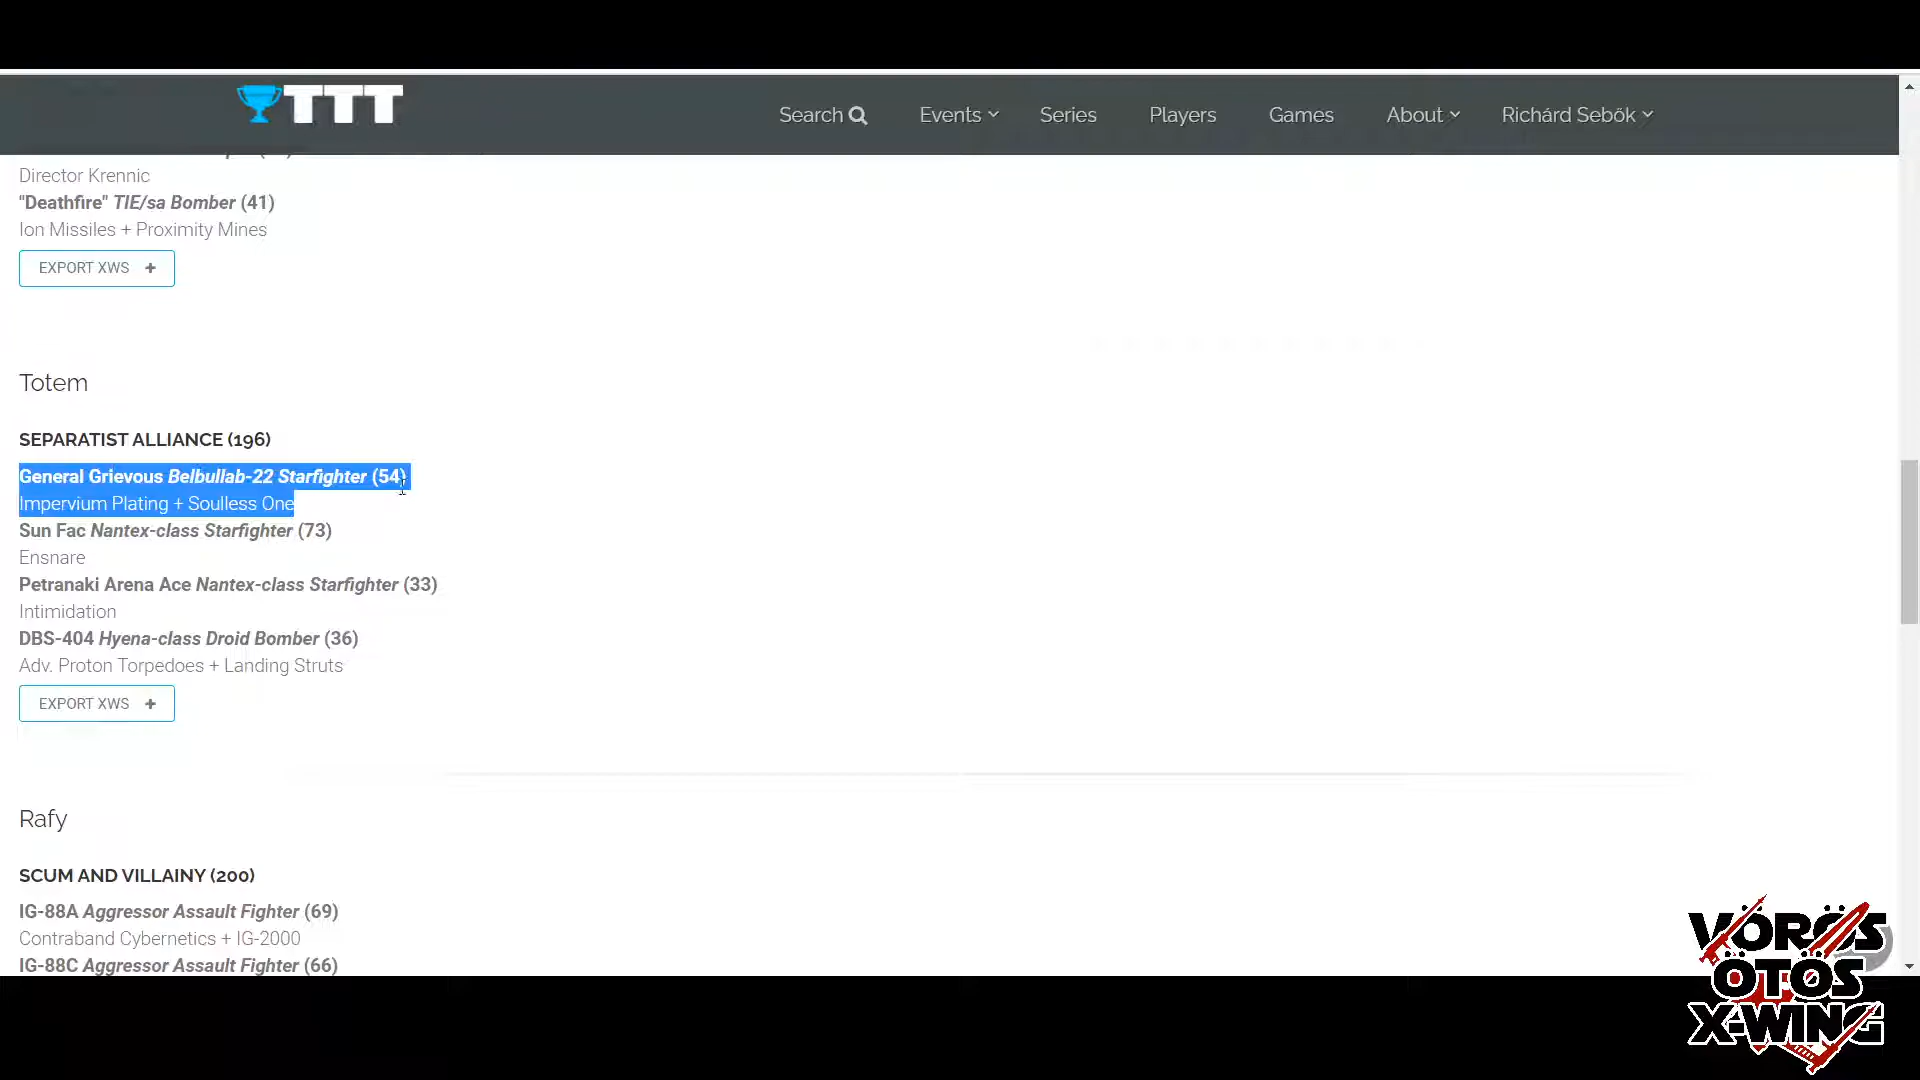 TTT
Search
Events
Series
Players
Games
About
Richárd Sebők
Director Krennic
"Deathfire" TIE/sa Bomber (41)
Ion Missiles + Proximity Mines
EXPORT XWS +
Totem
SEPARATIST ALLIANCE (196)
General Grievous Belbullab-22 Starfighter (54)
Impervium Plating + Soulless One
Sun Fac Nantex-class Starfighter (73)
Ensnare
Petranaki Arena Ace Nantex-class Starfighter (33)
Intimidation
DBS-404 Hyena-class Droid Bomber (36)
Adv. Proton Torpedoes + Landing Struts
EXPORT XWS +
Rafy
SCUM AND VILLAINY (200)
IG-88A Aggressor Assault Fighter (69)
Contraband Cybernetics + IG-2000
IG-88C Aggressor Assault Fighter (66)
VÖRÖS
ÖTÖS
X-WING